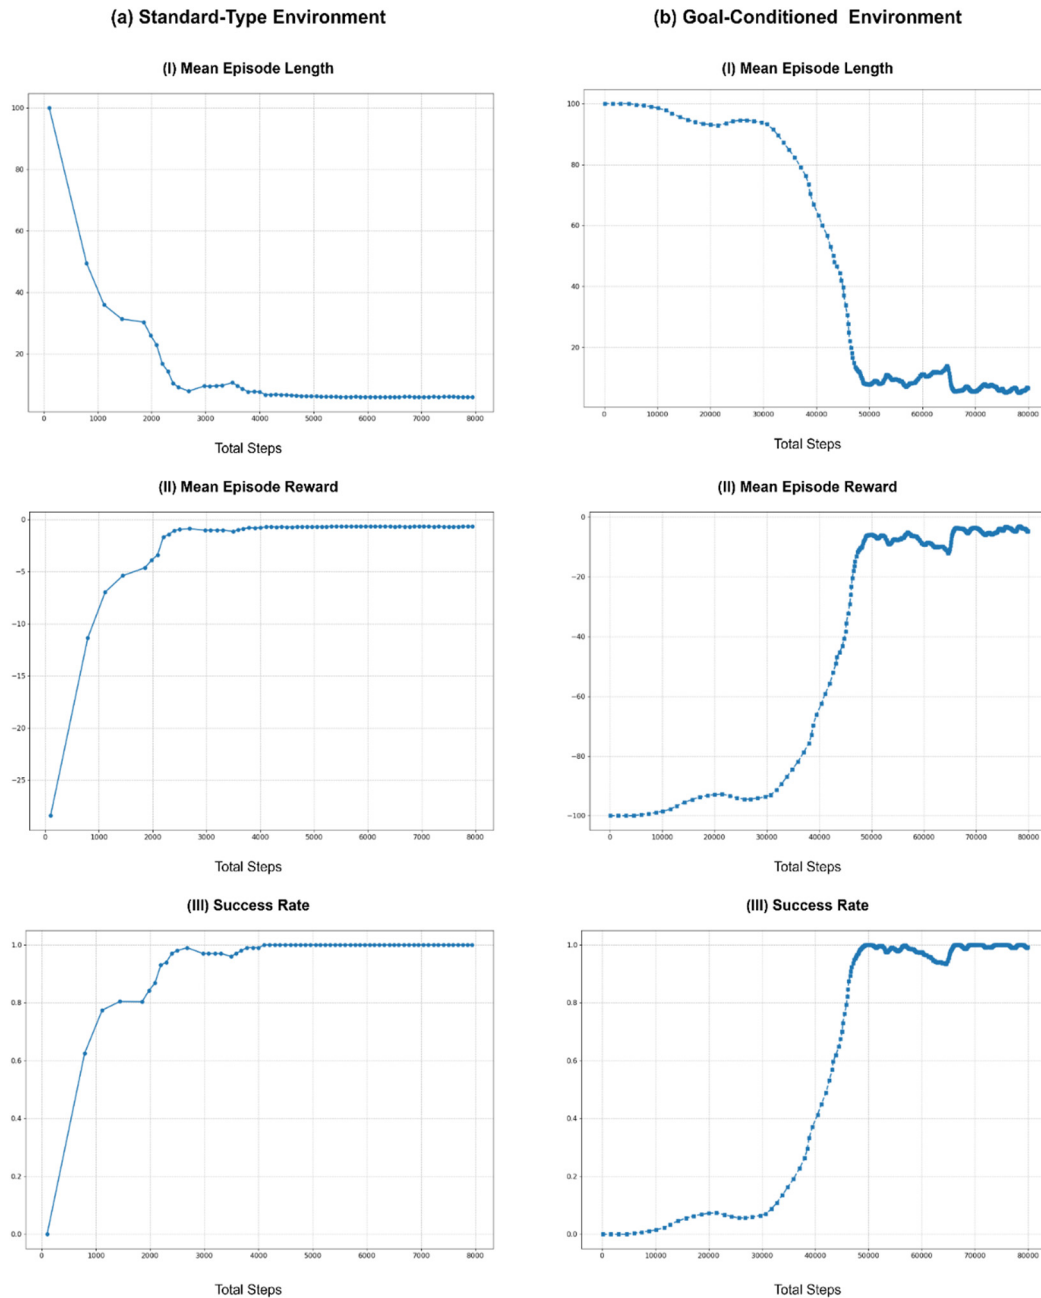 (a) Standard-Type Environment
(b) Goal-Conditioned Environment
(I) Mean Episode Length
100
80
60
40
20
0 1000 2000 3000 4000 5000 6000 7000 8000
Total Steps
(I) Mean Episode Length
100
80
60
40
20
0 10000 20000 30000 40000 50000 60000 70000 80000
Total Steps
(II) Mean Episode Reward
0
−5
−10
−15
−20
−25
0 1000 2000 3000 4000 5000 6000 7000 8000
Total Steps
(II) Mean Episode Reward
0
−20
−40
−60
−80
−100
0 10000 20000 30000 40000 50000 60000 70000 80000
Total Steps
(III) Success Rate
1.0
0.8
0.6
0.4
0.2
0.0
0 1000 2000 3000 4000 5000 6000 7000 8000
Total Steps
(III) Success Rate
1.0
0.8
0.6
0.4
0.2
0.0
0 10000 20000 30000 40000 50000 60000 70000 80000
Total Steps